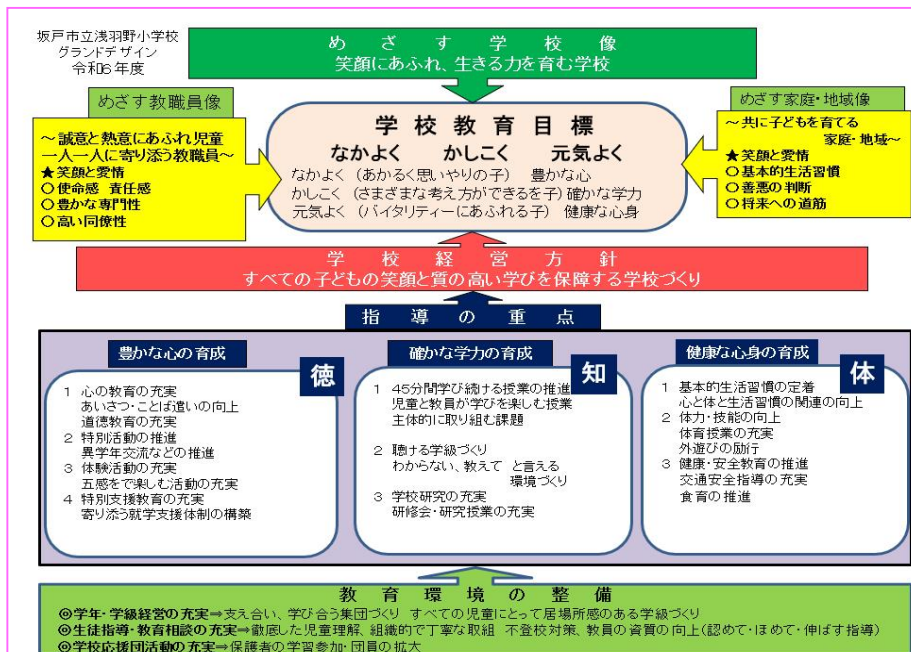 坂戸市立浅羽野小学校
グランドデザイン
令和6年度
めざす学校像
笑顔にあふれ、生きる力を育む学校
めざす教職員像
～誠意と熱意にあふれ児童
一人一人に寄り添う教職員～
★笑顔と愛情
○使命感 責任感
○豊かな専門性
○高い同僚性
学校教育目標
なかよく かしこく 元気よく
なかよく (あかるく思いやりの子) 豊かな心
かしこく (さまざまな考え方ができるを子) 確かな学力
元気よく (バイタリティーにあふれる子) 健康な心身
めざす家庭・地域像
～共に子どもを育てる
家庭・地域～
★笑顔と愛情
○基本的生活習慣
○善悪の判断
○将来への道筋
学校経営方針
すべての子どもの笑顔と質の高い学びを保障する学校づくり
指導の重点
豊かな心の育成
徳
1 心の教育の充実
あいさつ・ことば遣いの向上
道徳教育の充実
2 特別活動の推進
異学年交流などの推進
3 体験活動の充実
五感をで楽しむ活動の充実
4 特別支援教育の充実
寄り添う就学支援体制の構築
確かな学力の育成
知
1 45分間学び続ける授業の推進
児童と教員が学びを楽しむ授業
主体的に取り組む課題
2 聴ける学級づくり
わからない、教えて と言える
環境づくり
3 学校研究の充実
研修会・研究授業の充実
健康な心身の育成
体
1 基本的生活習慣の定着
心と体と生活習慣の関連の向上
2 体力・技能の向上
体育授業の充実
外遊びの励行
3 健康・安全教育の推進
交通安全指導の充実
食育の推進
教育環境の整備
◎学年・学級経営の充実⇒支え合い、学び合う集団づくり すべての児童にとって居場所感のある学級づくり
◎生徒指導・教育相談の充実⇒徹底した児童理解、組織的で丁寧な取組 不登校対策、教員の資質の向上(認めて・ほめて・伸ばす指導)
◎学校応援団活動の充実⇒保護者の学習参加・団員の拡大